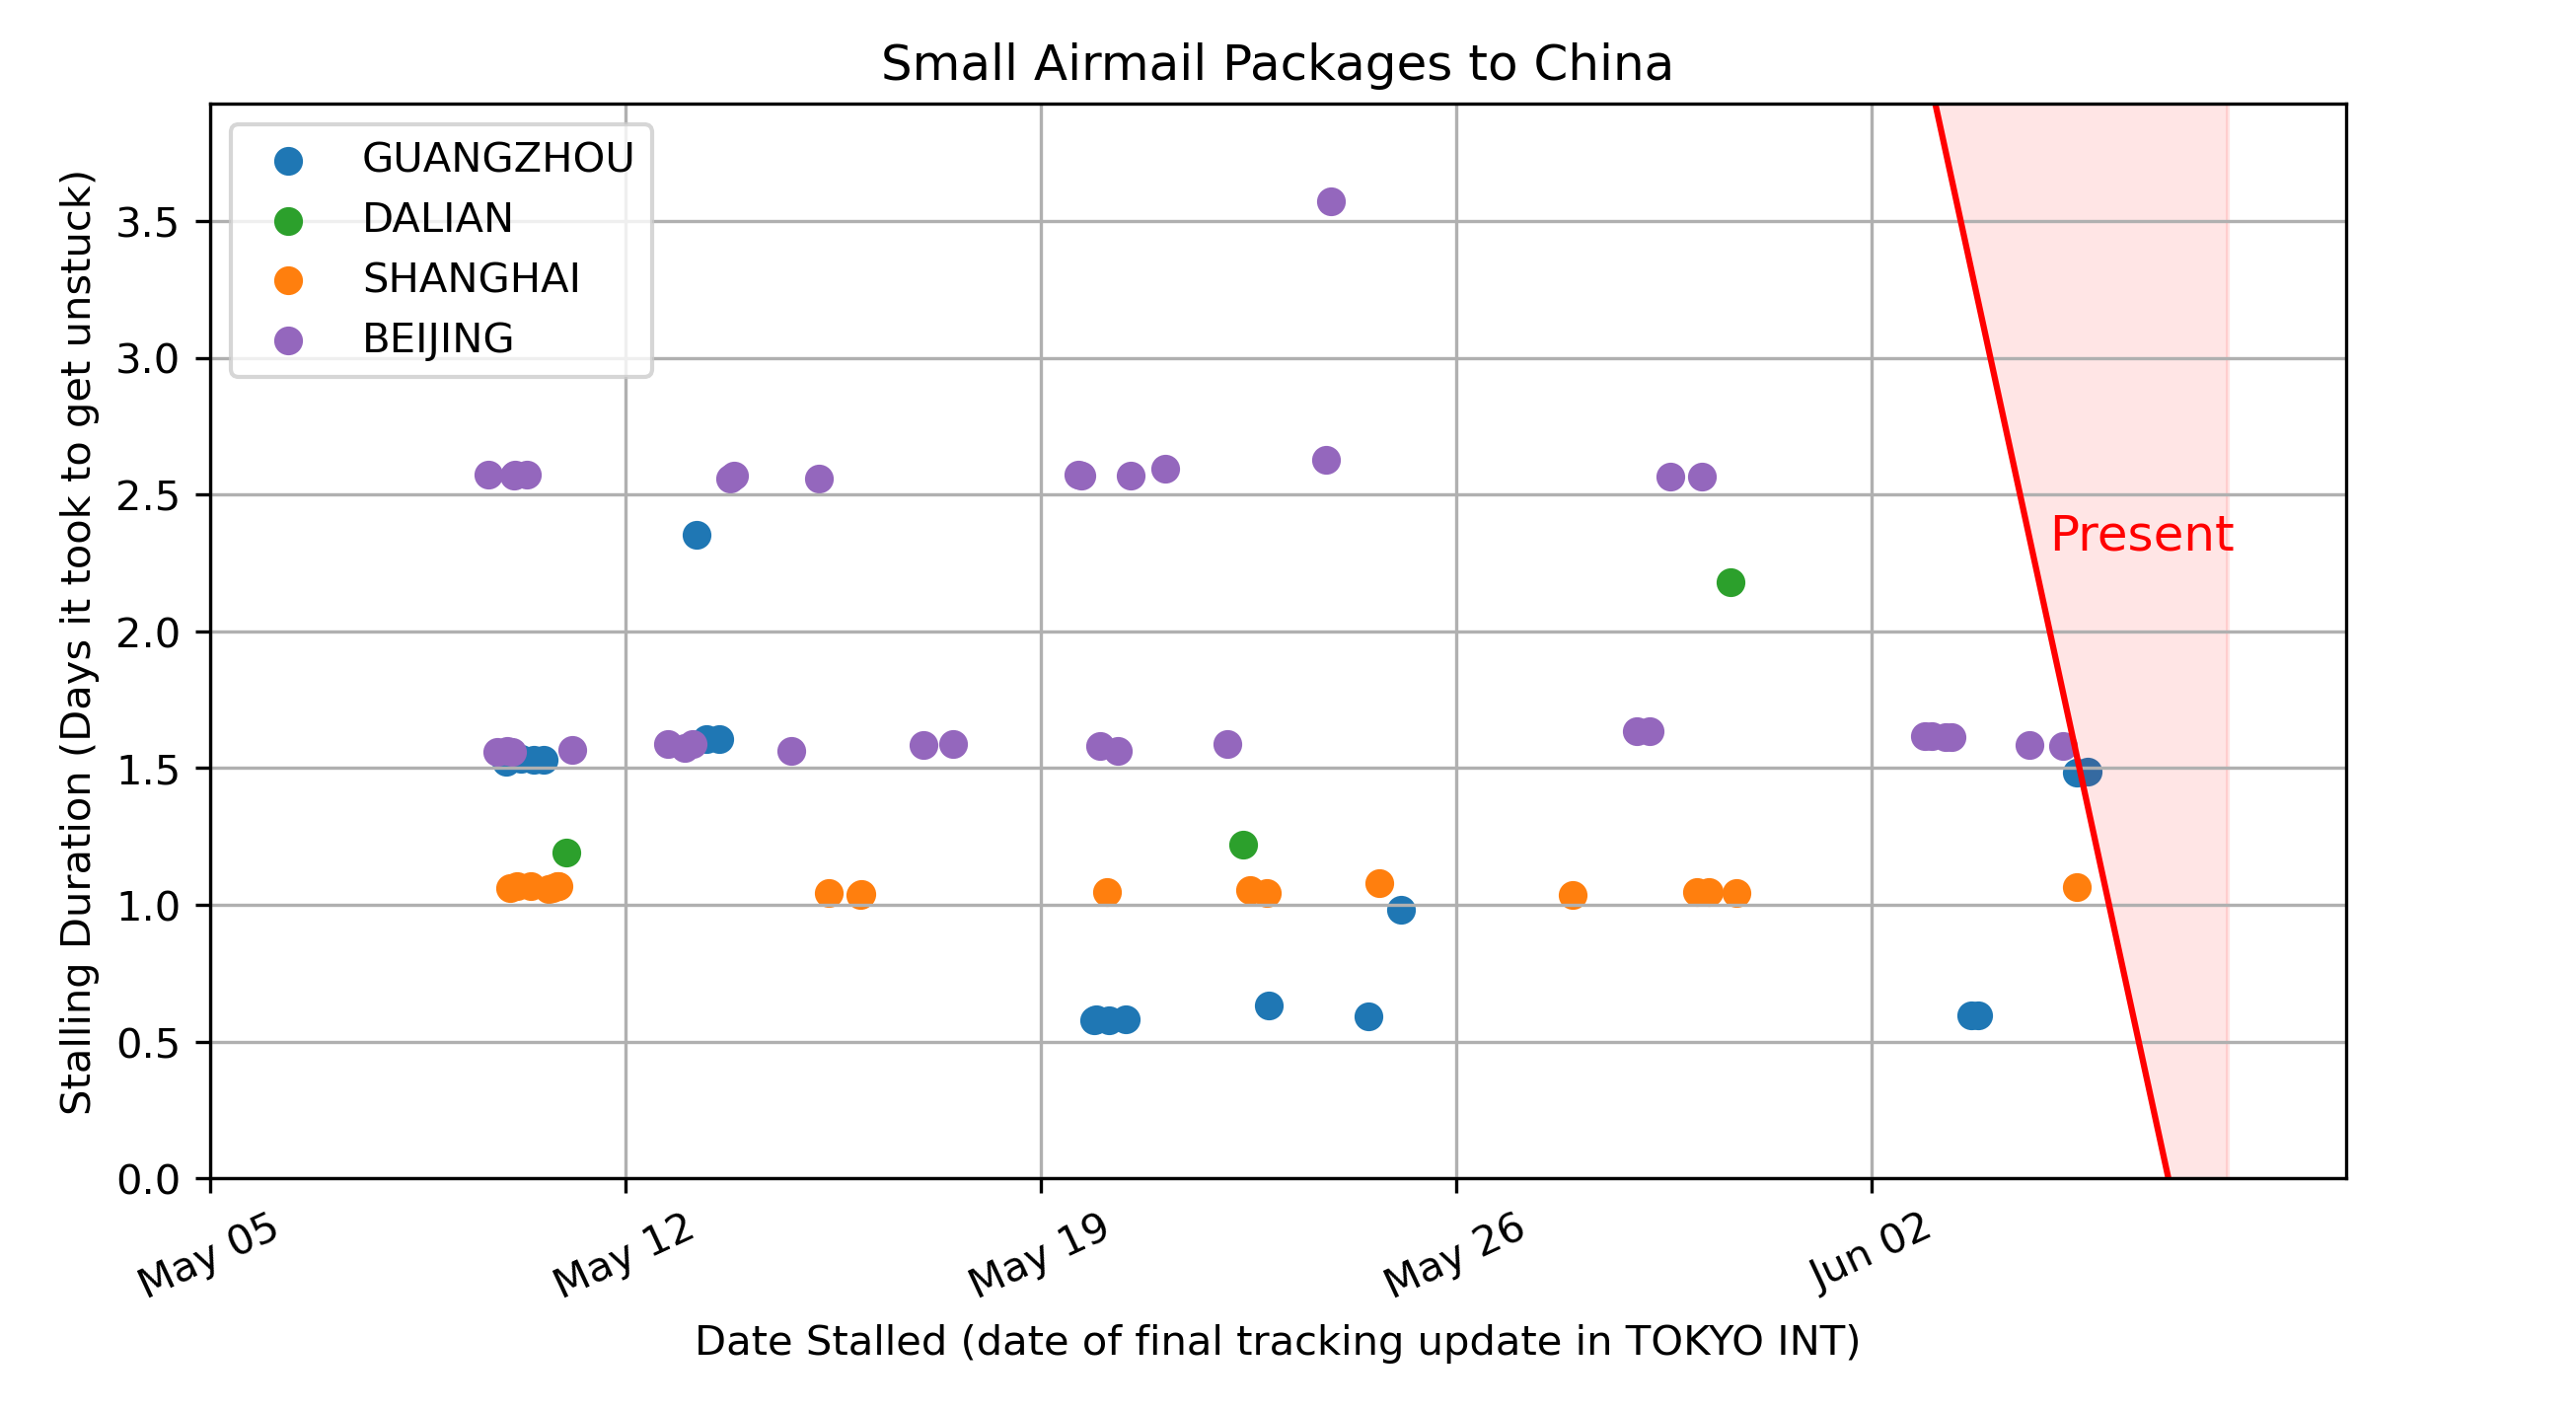 Small Airmail Packages to China
GUANGZHOU
DALIAN
SHANGHAI
BEIJING
Stalling Duration (Days it took to get unstuck)
3.5
3.0
2.5
2.0
1.5
1.0
0.5
0.0
Present
May 05
May 12
May 19
May 26
Jun 02
Date Stalled (date of final tracking update in TOKYO INT)